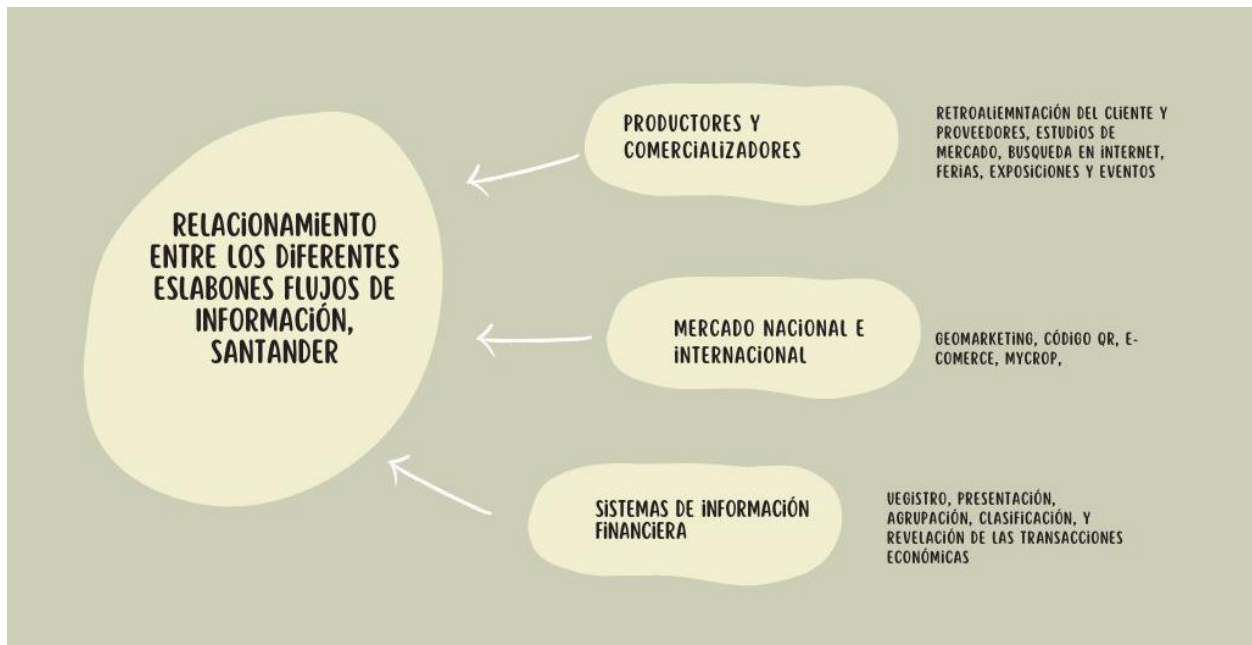 RELACIONAMIENTO
ENTRE LOS DIFERENTES
ESLABONES FLUJOS DE
INFORMACIÓN,
SANTANDER
PRODUCTORES Y
COMERCIALIZADORES
RETROALIEMNTACIÓN DEL CLIENTE Y
PROVEEDORES, ESTUDIOS DE
MERCADO, BUSQUEDA EN INTERNET,
FERIAS, EXPOSICIONES Y EVENTOS
MERCADO NACIONAL E
INTERNACIONAL
GEOMARKETING, CÓDIGO QR, E-
COMERCE, MYCROP,
SISTEMAS DE INFORMACIÓN
FINANCIERA
UEGISTRO, PRESENTACIÓN,
AGRUPACIÓN, CLASIFICACIÓN, Y
REVELACIÓN DE LAS TRANSACCIONES
ECONÓMICAS